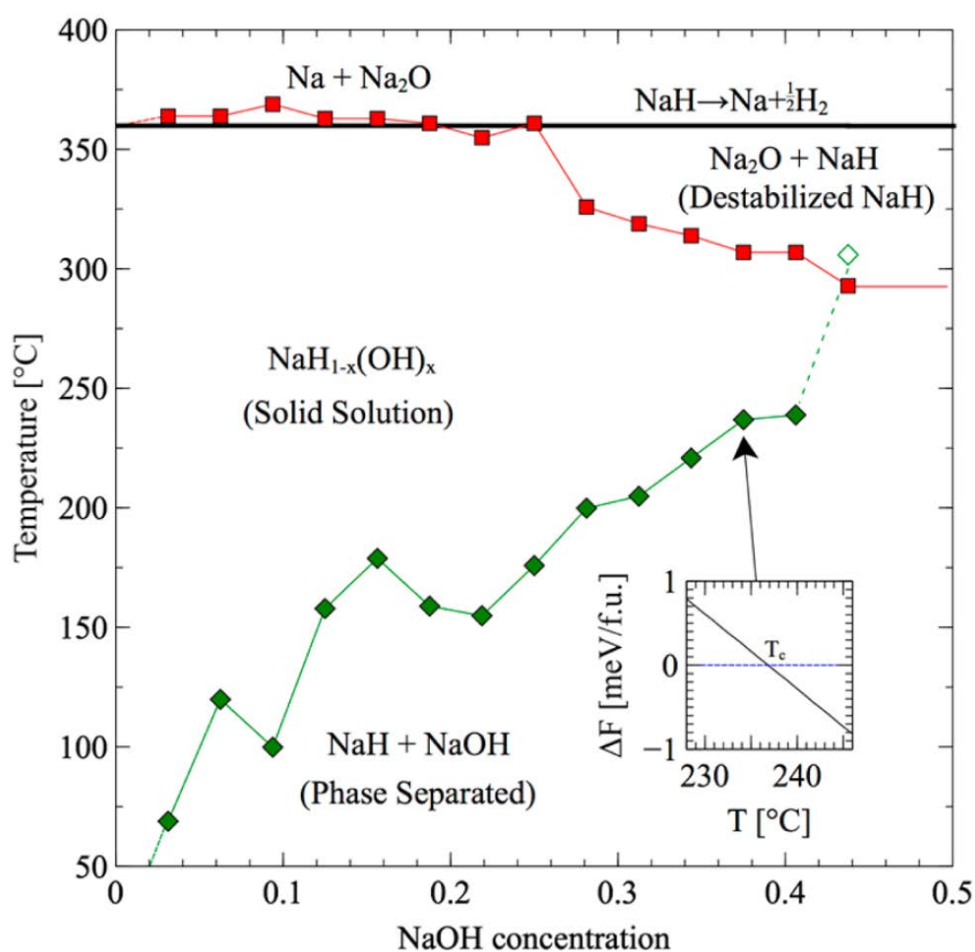 400
350
300
250
200
150
100
50
Temperature [°C]
Na + Na₂O
NaH→Na+½H₂
Na₂O + NaH
(Destabilized NaH)
NaH₁₋ₓ(OH)ₓ
(Solid Solution)
NaH + NaOH
(Phase Separated)
ΔF [meV/f.u.]
1
0
−1
T꜀
230 240
T [°C]
0 0.1 0.2 0.3 0.4 0.5
NaOH concentration